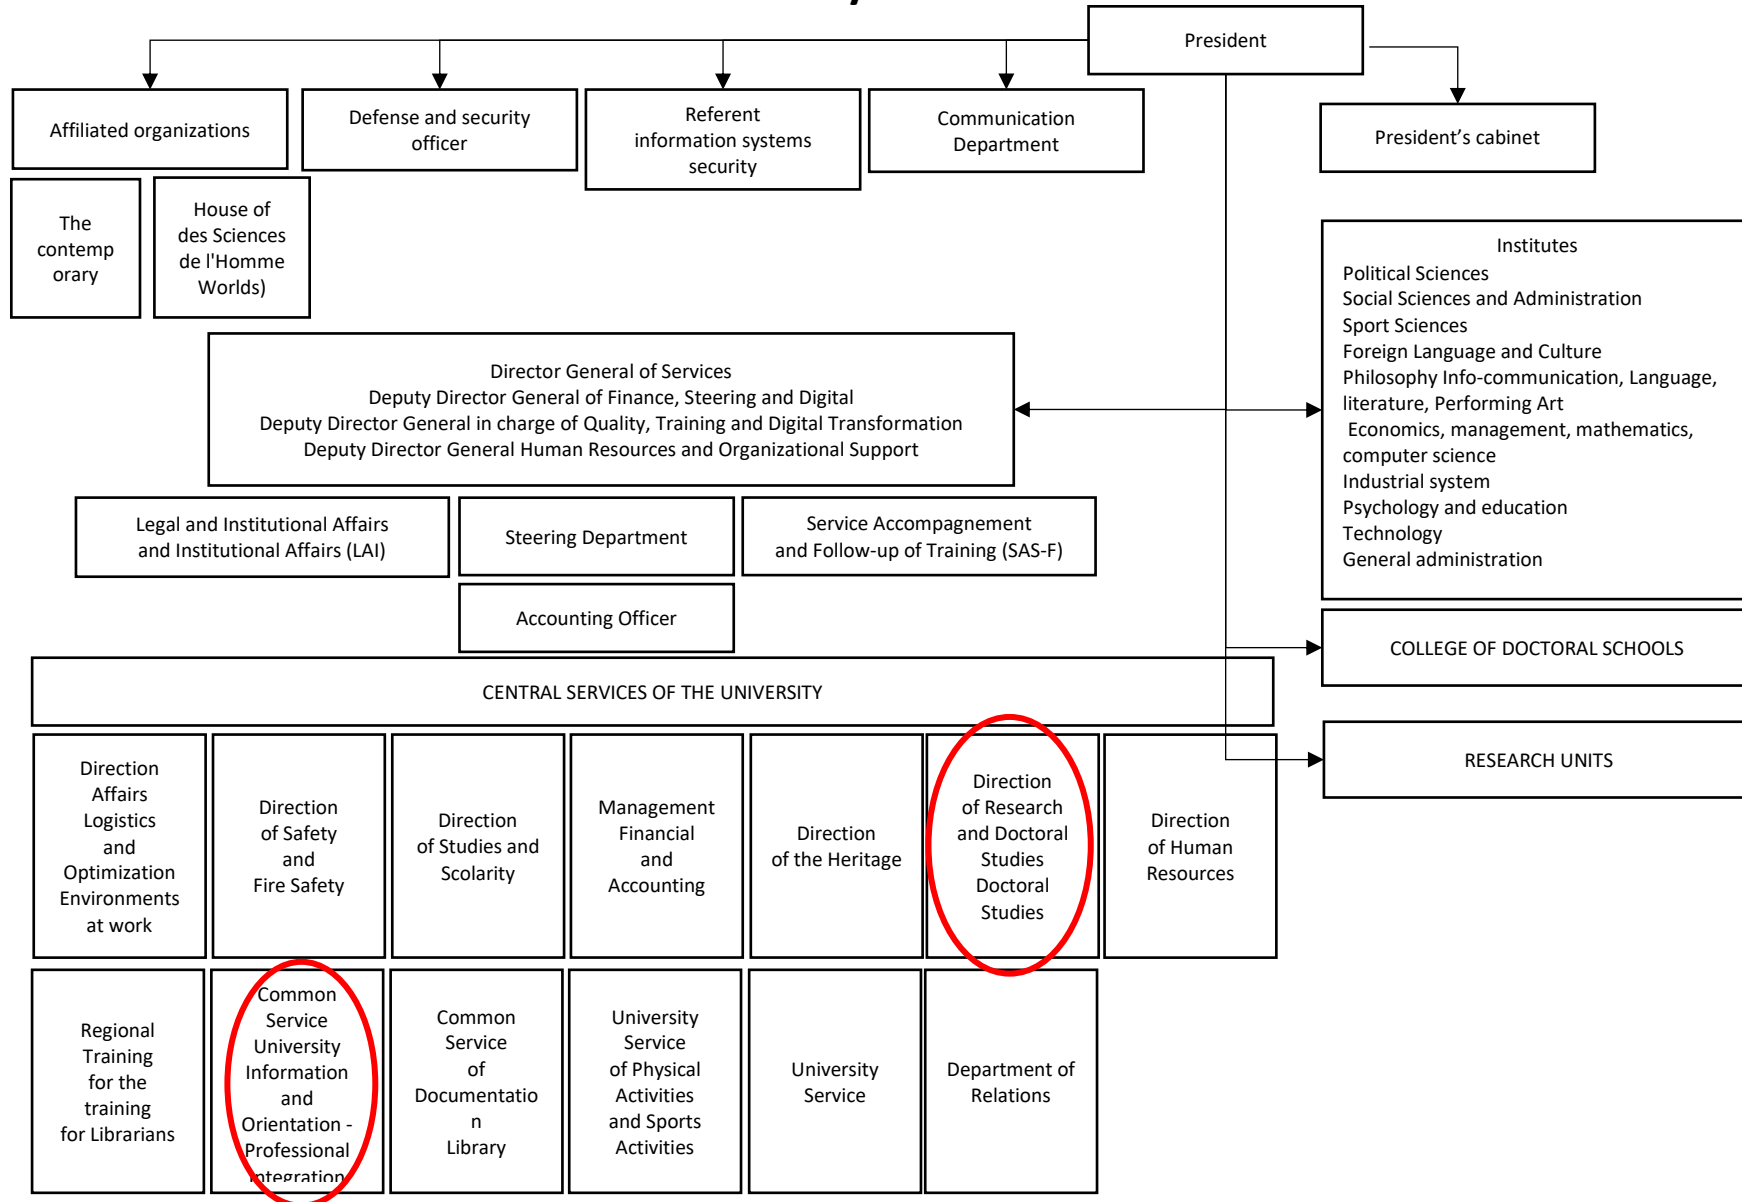 President
Affiliated organizations
Defense and security
officer
Referent
information systems
security
Communication
Department
President’s cabinet
The
contemp
orary
House of
des Sciences
de l'Homme
Worlds)
Institutes
Political Sciences
Social Sciences and Administration
Sport Sciences
Foreign Language and Culture
Philosophy Info-communication, Language,
literature, Performing Art
Economics, management, mathematics,
computer science
Industrial system
Psychology and education
Technology
General administration
Director General of Services
Deputy Director General of Finance, Steering and Digital
Deputy Director General in charge of Quality, Training and Digital Transformation
Deputy Director General Human Resources and Organizational Support
Legal and Institutional Affairs
and Institutional Affairs (LAI)
Steering Department
Service Accompagnement
and Follow-up of Training (SAS-F)
Accounting Officer
COLLEGE OF DOCTORAL SCHOOLS
CENTRAL SERVICES OF THE UNIVERSITY
RESEARCH UNITS
Direction
Affairs
Logistics
and
Optimization
Environments
at work
Direction
of Safety
and
Fire Safety
Direction
of Studies and
Scolarity
Management
Financial
and
Accounting
Direction
of the Heritage
Direction
of Research
and Doctoral
Studies
Doctoral
Studies
Direction
of Human
Resources
Regional
Training
for the
training
for Librarians
Common
Service
University
Information
and
Orientation -
Professional
Integration
Common
Service
of
Documentatio
n
Library
University
Service
of Physical
Activities
and Sports
Activities
University
Service
Department of
Relations